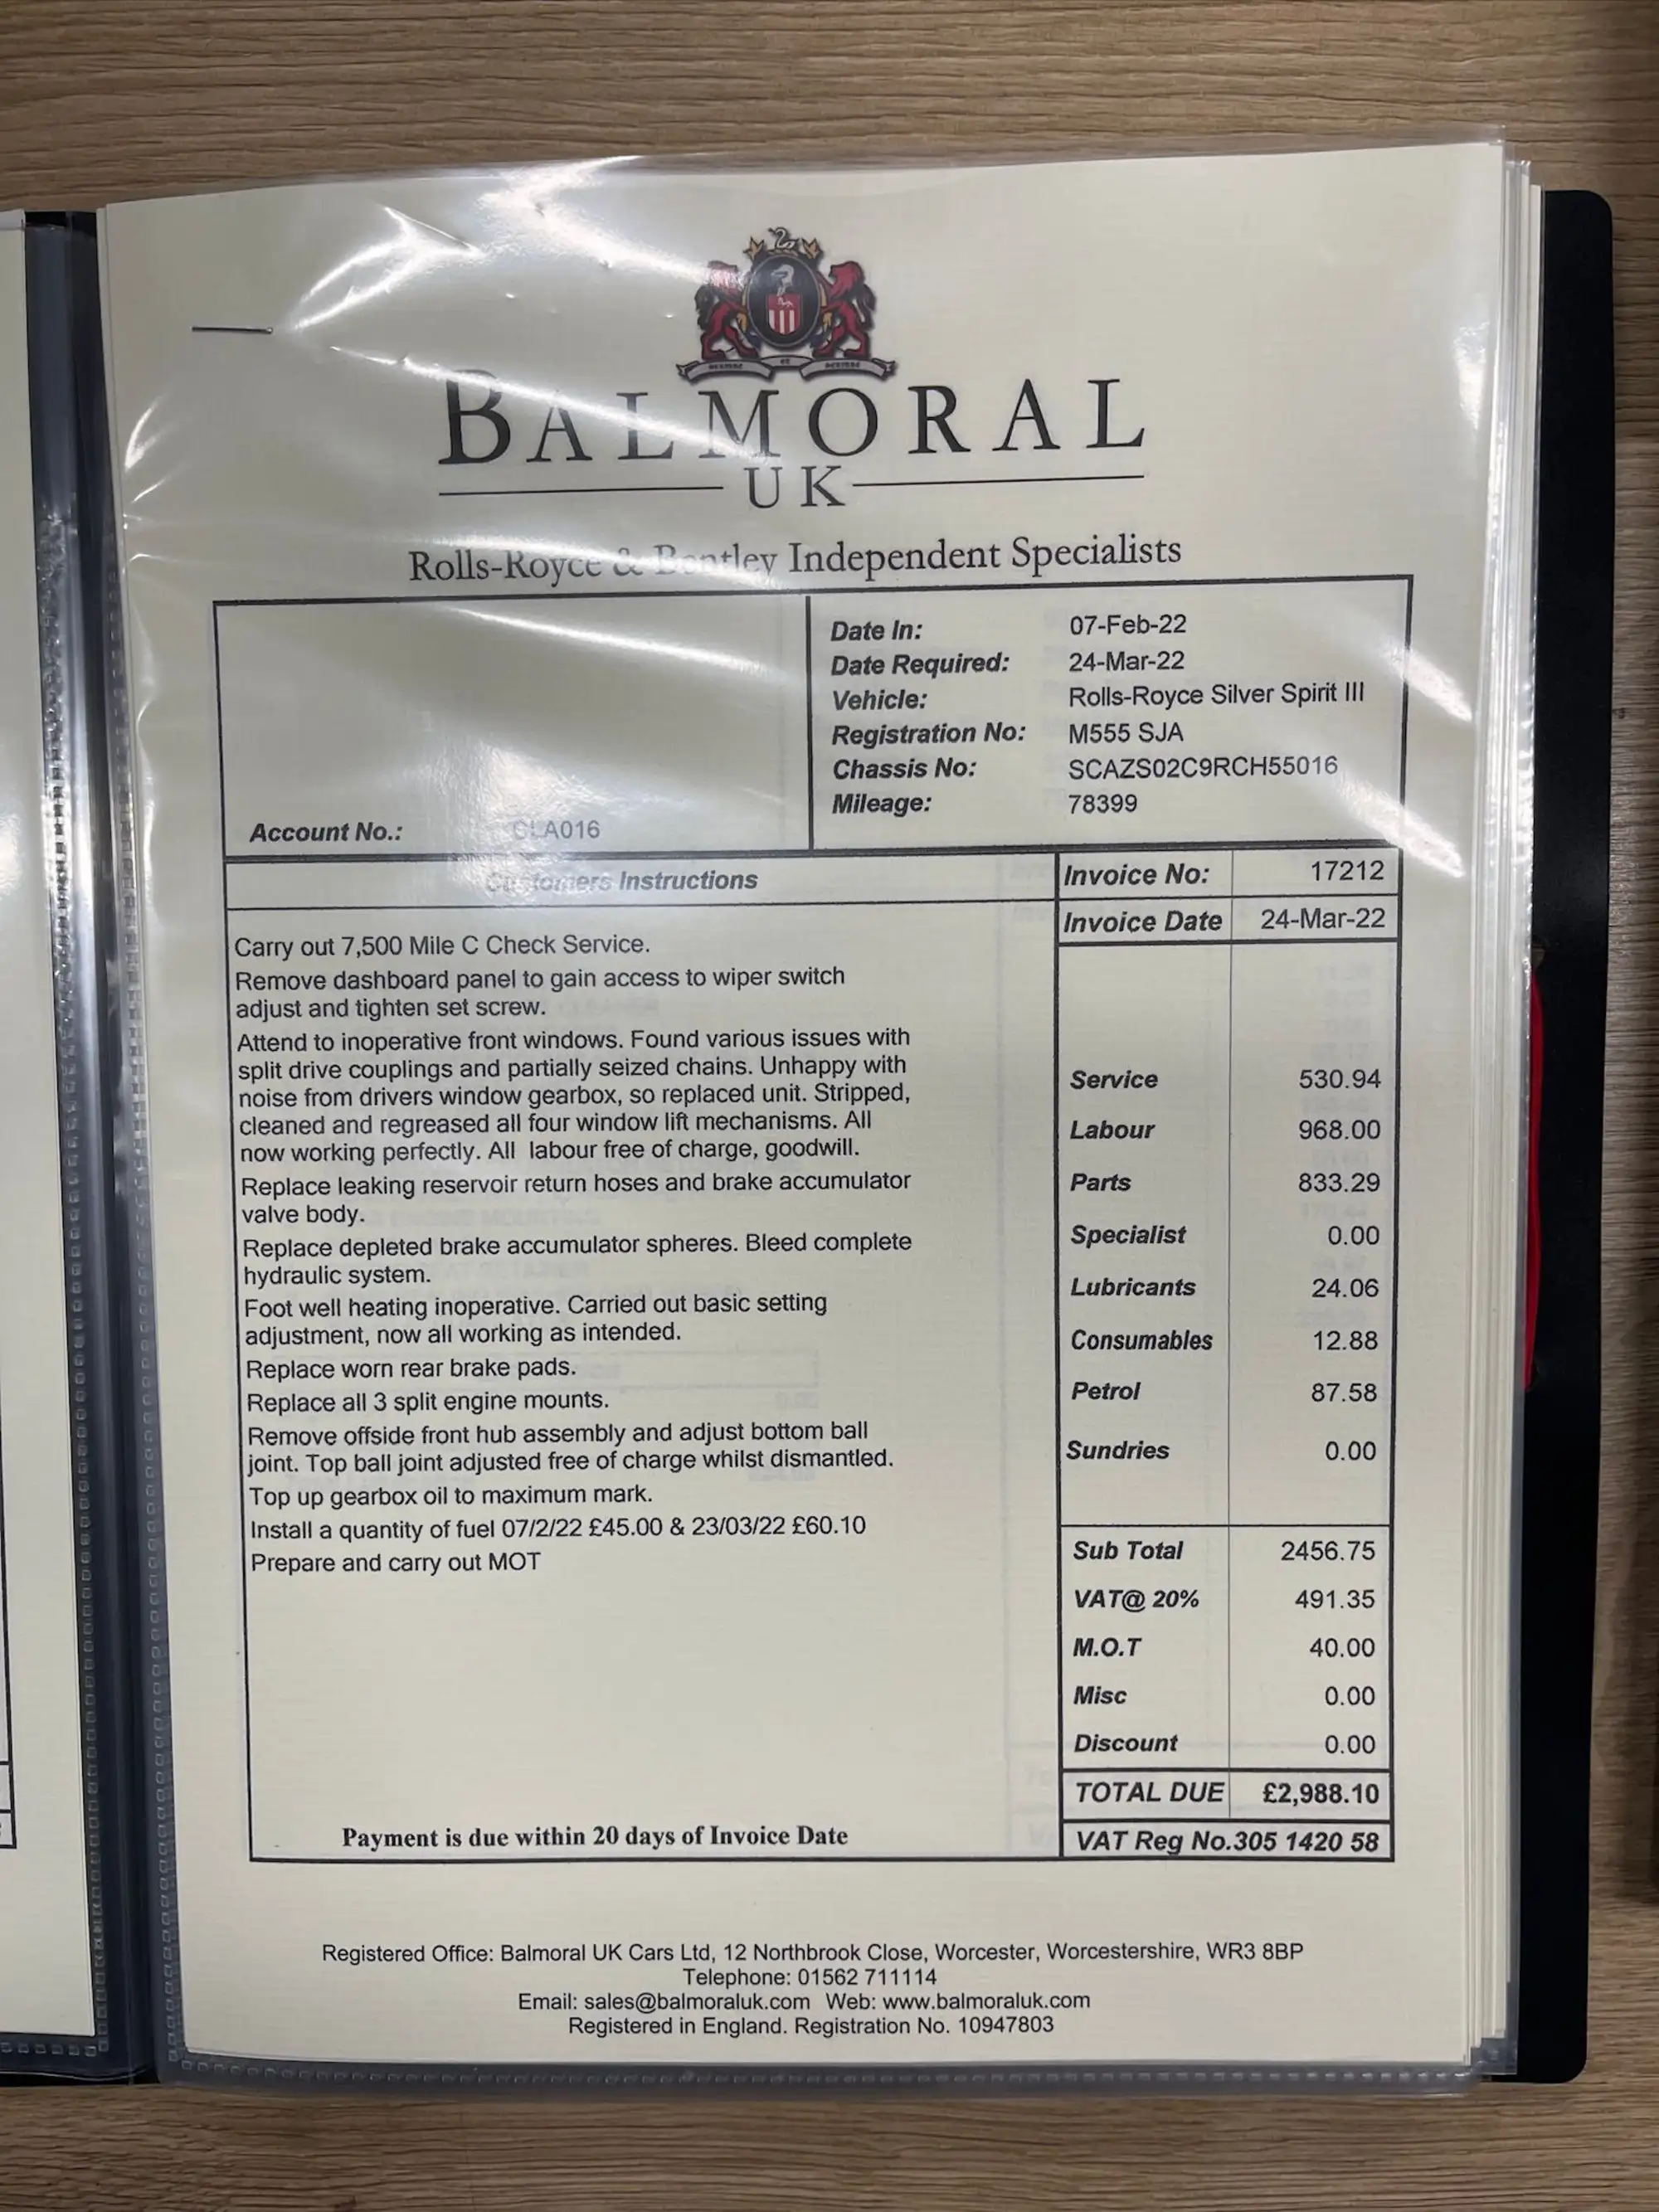 BALMORAL
UK
Rolls-Royce & Bentley Independent Specialists
Date In: 07-Feb-22
Date Required: 24-Mar-22
Vehicle: Rolls-Royce Silver Spirit III
Registration No: M555 SJA
Chassis No: SCAZS02C9RCH55016
Mileage: 78399
Account No.: CLA016
Customers Instructions
Invoice No: 17212
Invoice Date 24-Mar-22
Carry out 7,500 Mile C Check Service.
Remove dashboard panel to gain access to wiper switch
adjust and tighten set screw.
Attend to inoperative front windows. Found various issues with
split drive couplings and partially seized chains. Unhappy with
noise from drivers window gearbox, so replaced unit. Stripped,
cleaned and regreased all four window lift mechanisms. All
now working perfectly. All labour free of charge, goodwill.
Replace leaking reservoir return hoses and brake accumulator
valve body.
Replace depleted brake accumulator spheres. Bleed complete
hydraulic system.
Foot well heating inoperative. Carried out basic setting
adjustment, now all working as intended.
Replace worn rear brake pads.
Replace all 3 split engine mounts.
Remove offside front hub assembly and adjust bottom ball
joint. Top ball joint adjusted free of charge whilst dismantled.
Top up gearbox oil to maximum mark.
Install a quantity of fuel 07/2/22 £45.00 & 23/03/22 £60.10
Prepare and carry out MOT
Service 530.94
Labour 968.00
Parts 833.29
Specialist 0.00
Lubricants 24.06
Consumables 12.88
Petrol 87.58
Sundries 0.00
Sub Total 2456.75
VAT@ 20% 491.35
M.O.T 40.00
Misc 0.00
Discount 0.00
TOTAL DUE £2,988.10
Payment is due within 20 days of Invoice Date
VAT Reg No.305 1420 58
Registered Office: Balmoral UK Cars Ltd, 12 Northbrook Close, Worcester, Worcestershire, WR3 8BP
Telephone: 01562 711114
Email: sales@balmoraluk.com Web: www.balmoraluk.com
Registered in England. Registration No. 10947803